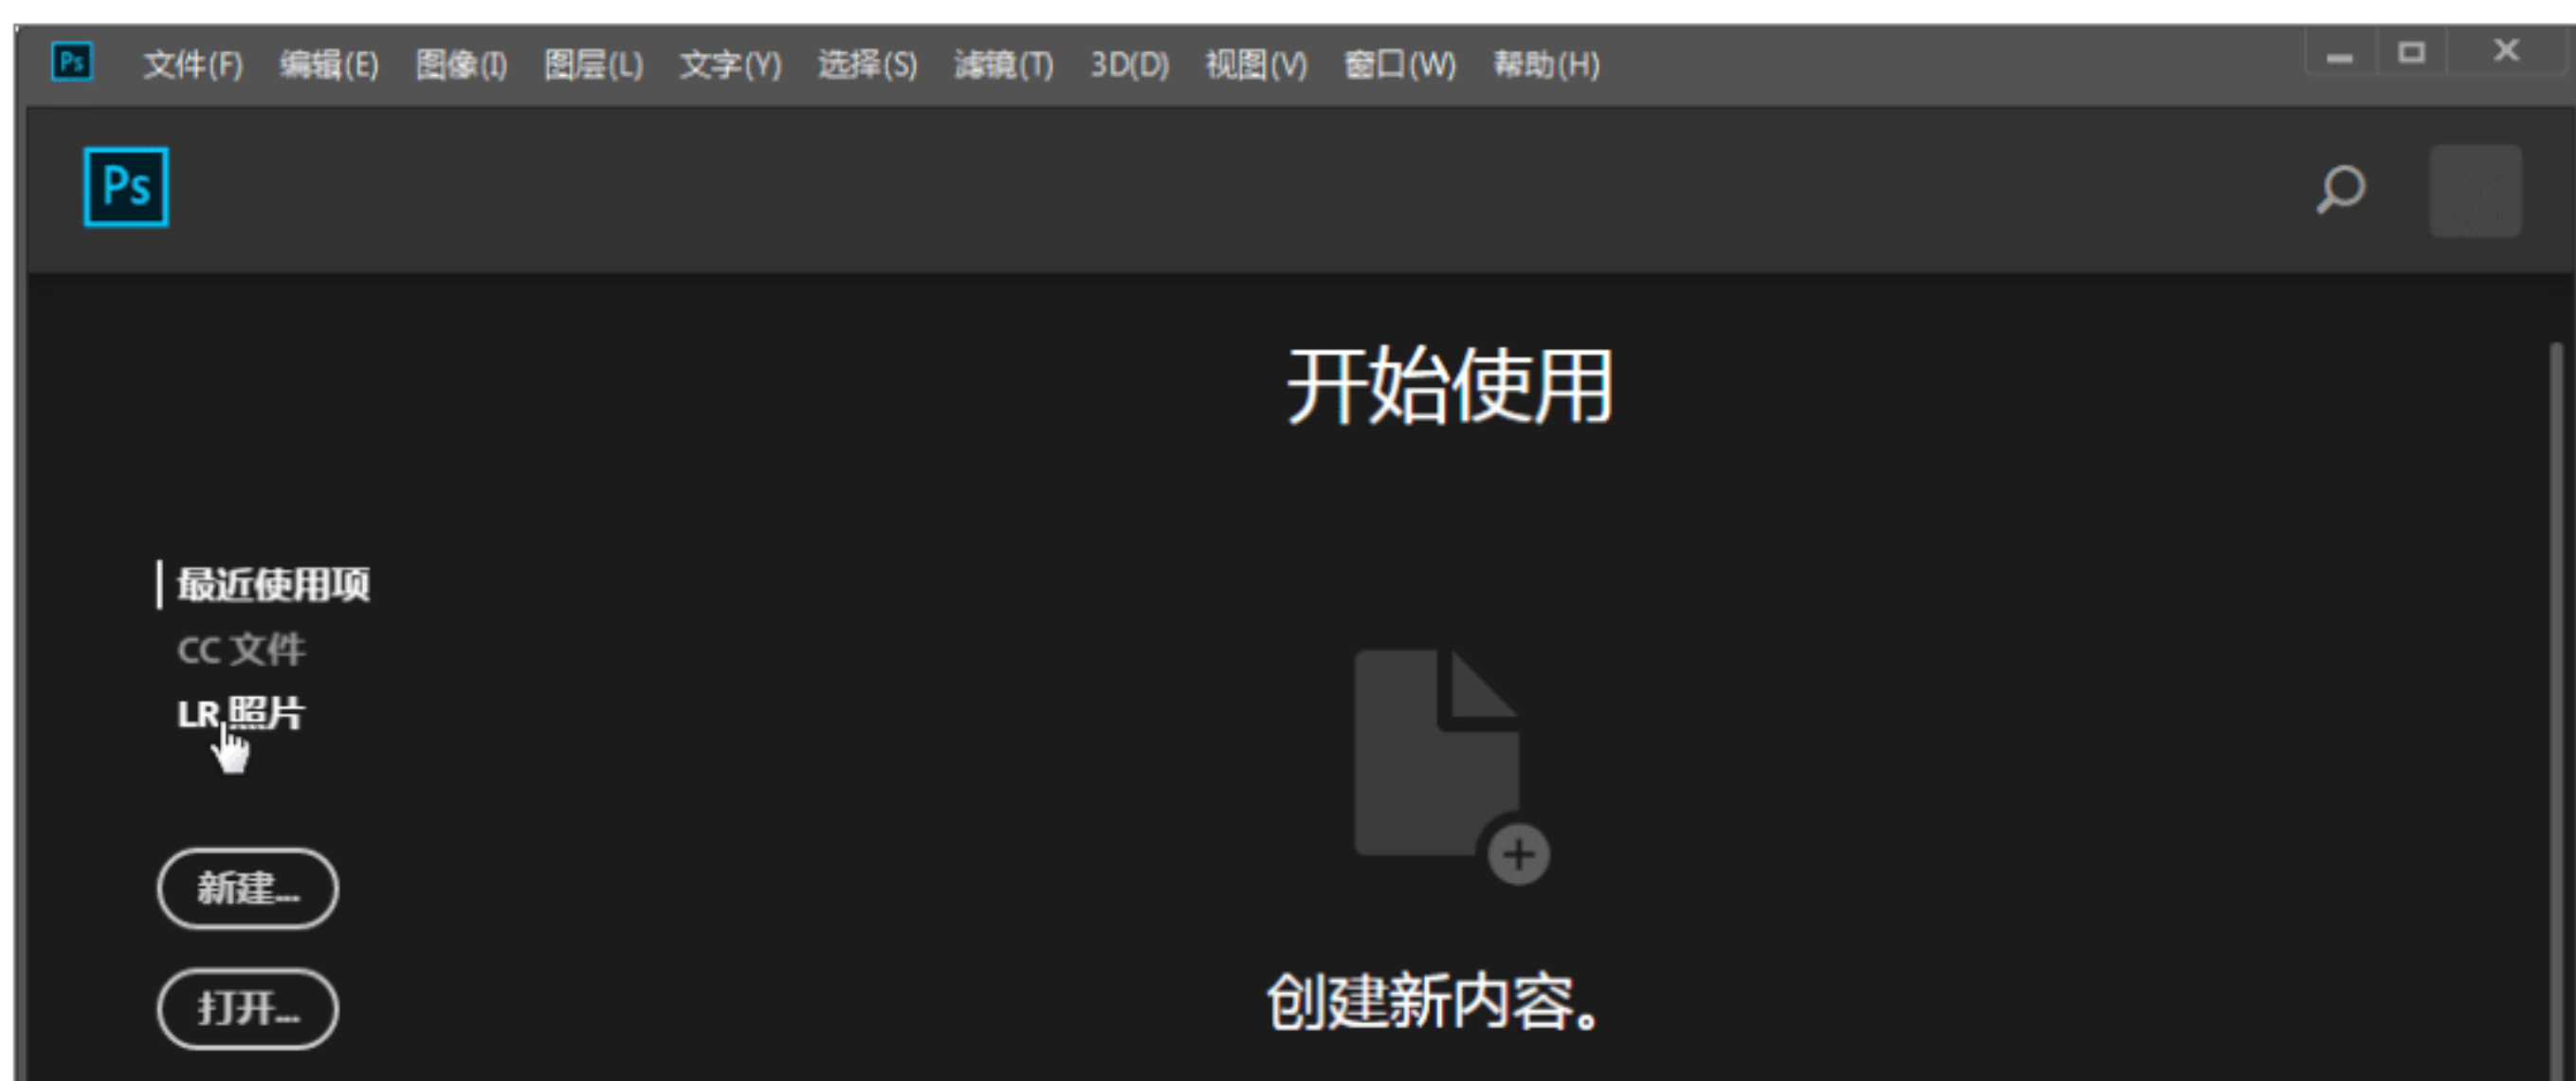 Ps 文件(F) 编辑(E) 图像(I) 图层(L) 文字(Y) 选择(S) 滤镜(T) 3D(D) 视图(V) 窗口(W) 帮助(H)
Ps
开始使用
最近使用项
CC 文件
LR 照片
新建...
打开...
创建新内容。